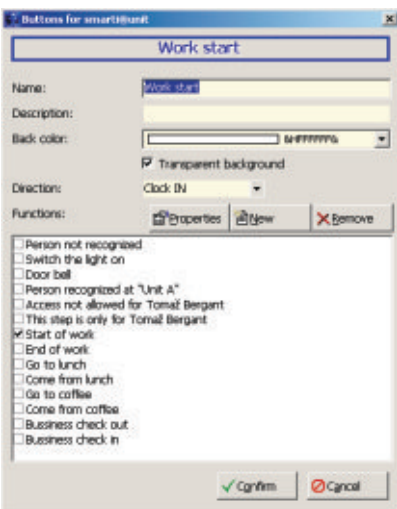 Buttons for smarti@unit
Work start
Name: Work start
Description:
Back color: &HFFFFFF&
Transparent background
Direction: Clock IN
Functions: Properties New Remove
Person not recognized
Switch the light on
Door bell
Person recognized at "Unit A"
Access not allowed for Tomaž Bergant
This step is only for Tomaž Bergant
Start of work
End of work
Go to lunch
Come from lunch
Go to coffee
Come from coffee
Bussiness check out
Bussiness check in
Confirm Cancel